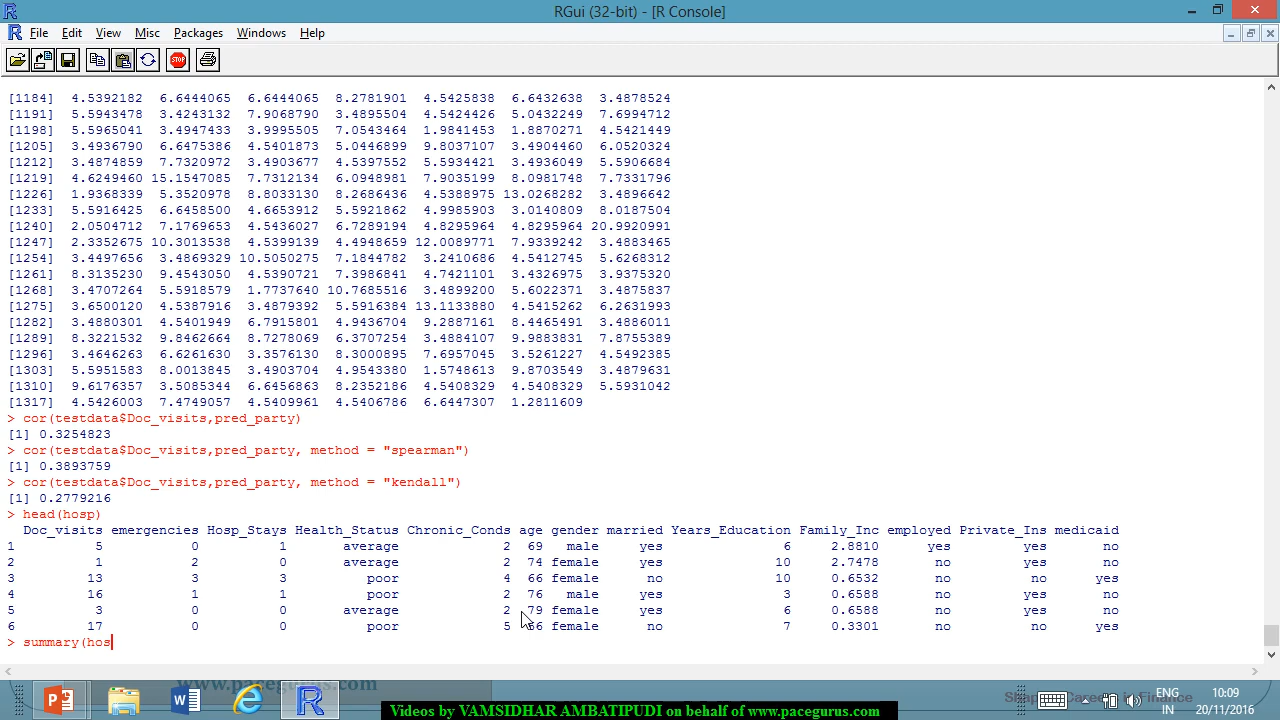 RGui (32-bit) - [R Console]
File Edit View Misc Packages Windows Help
STOP
[1184] 4.5392182 6.6444065 6.6444065 8.2781901 4.5425838 6.6432638 3.4878524
[1191] 5.5943478 3.4243132 7.9068790 3.4895504 4.5424426 5.0432249 7.6994712
[1198] 5.5965041 3.4947433 3.9995505 7.0543464 1.9841453 1.8870271 4.5421449
[1205] 3.4936790 6.6475386 4.5401873 5.0446899 9.8037107 3.4904460 6.0520324
[1212] 3.4874859 7.7320972 3.4903677 4.5397552 5.5934421 3.4936049 5.5906684
[1219] 4.6249460 15.1547085 7.7312134 6.0948981 7.9035199 8.0981748 7.7331796
[1226] 1.9368339 5.3520978 8.8033130 8.2686436 4.5388975 13.0268282 3.4896642
[1233] 5.5916425 6.6458500 4.6653912 5.5921862 4.9985903 3.0140809 8.0187504
[1240] 2.0504712 7.1769653 4.5436027 6.7289194 4.8295964 4.8295964 20.9920991
[1247] 2.3352675 10.3013538 4.5399139 4.4948659 12.0089771 7.9339242 3.4883465
[1254] 3.4497656 3.4869329 10.5050275 7.1844782 3.2410686 4.5412745 5.6268312
[1261] 8.3135230 9.4543050 4.5390721 7.3986841 4.7421101 3.4326975 3.9375320
[1268] 3.4707264 5.5918579 1.7737640 10.7685516 3.4899200 5.6022371 3.4875837
[1275] 3.6500120 4.5387916 3.4879392 5.5916384 13.1133880 4.5415262 6.2631993
[1282] 3.4880301 4.5401949 6.7915801 4.9436704 9.2887161 8.4465491 3.4886011
[1289] 8.3221532 9.8462664 8.7278069 6.3707254 3.4884107 9.9883831 7.8755389
[1296] 3.4646263 6.6261630 3.3576130 8.3000895 7.6957045 3.5261227 4.5492385
[1303] 5.5951583 8.0013845 3.4903704 4.9543380 1.5748613 9.8703549 3.4879631
[1310] 9.6176357 3.5085344 6.6456863 8.2352186 4.5408329 4.5408329 5.5931042
[1317] 4.5426003 7.4749057 4.5409961 4.5406786 6.6447307 1.2811609
> cor(testdata$Doc_visits,pred_party)
[1] 0.3254823
> cor(testdata$Doc_visits,pred_party, method = "spearman")
[1] 0.3893759
> cor(testdata$Doc_visits,pred_party, method = "kendall")
[1] 0.2779216
> head(hosp)
Doc_visits emergencies Hosp_Stays Health_Status Chronic_Conds age gender married Years_Education Family_Inc employed Private_Ins medicaid
1 5 0 1 average 2 69 male yes 6 2.8810 yes yes no
2 1 2 0 average 2 74 female yes 10 2.7478 no yes no
3 13 3 3 poor 4 66 female no 10 0.6532 no no yes
4 16 1 1 poor 2 76 male yes 3 0.6588 no yes no
5 3 0 0 average 2 79 female yes 6 0.6588 no yes no
6 17 0 0 poor 5 66 female no 7 0.3301 no no yes
> summary(hos
www.pacegurus.com
ENG
IN
10:09
20/11/2016
Videos by VAMSIDHAR AMBATIPUDI on behalf of www.pacegurus.com